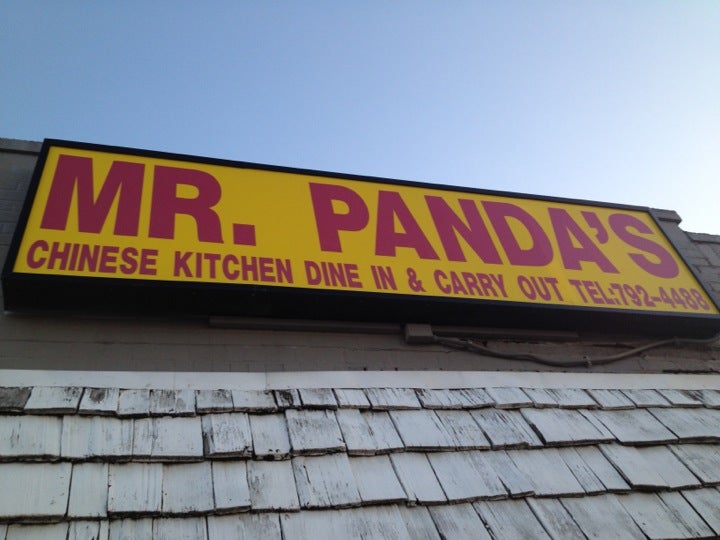 MR. PANDA'S
CHINESE KITCHEN DINE IN & CARRY OUT TEL:792-4488